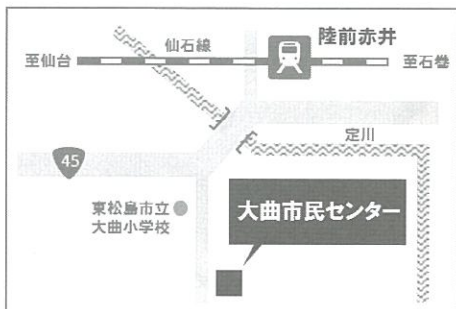 仙石線
陸前赤井
至仙台
至石巻
定川
45
東松島市立
大曲小学校
大曲市民センター